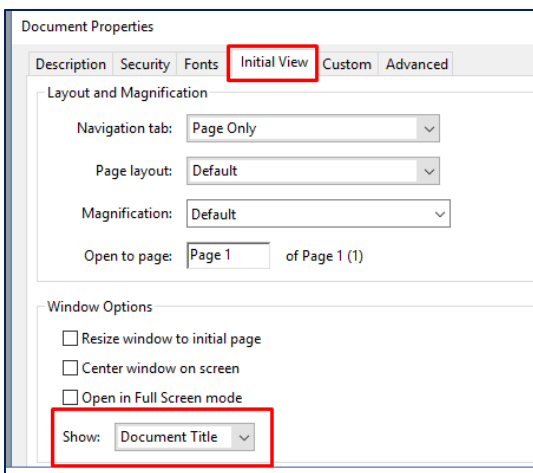 Document Properties
Description Security Fonts Initial View Custom Advanced
Layout and Magnification
Navigation tab: Page Only
Page layout: Default
Magnification: Default
Open to page: Page 1 of Page 1 (1)
Window Options
Resize window to initial page
Center window on screen
Open in Full Screen mode
Show: Document Title